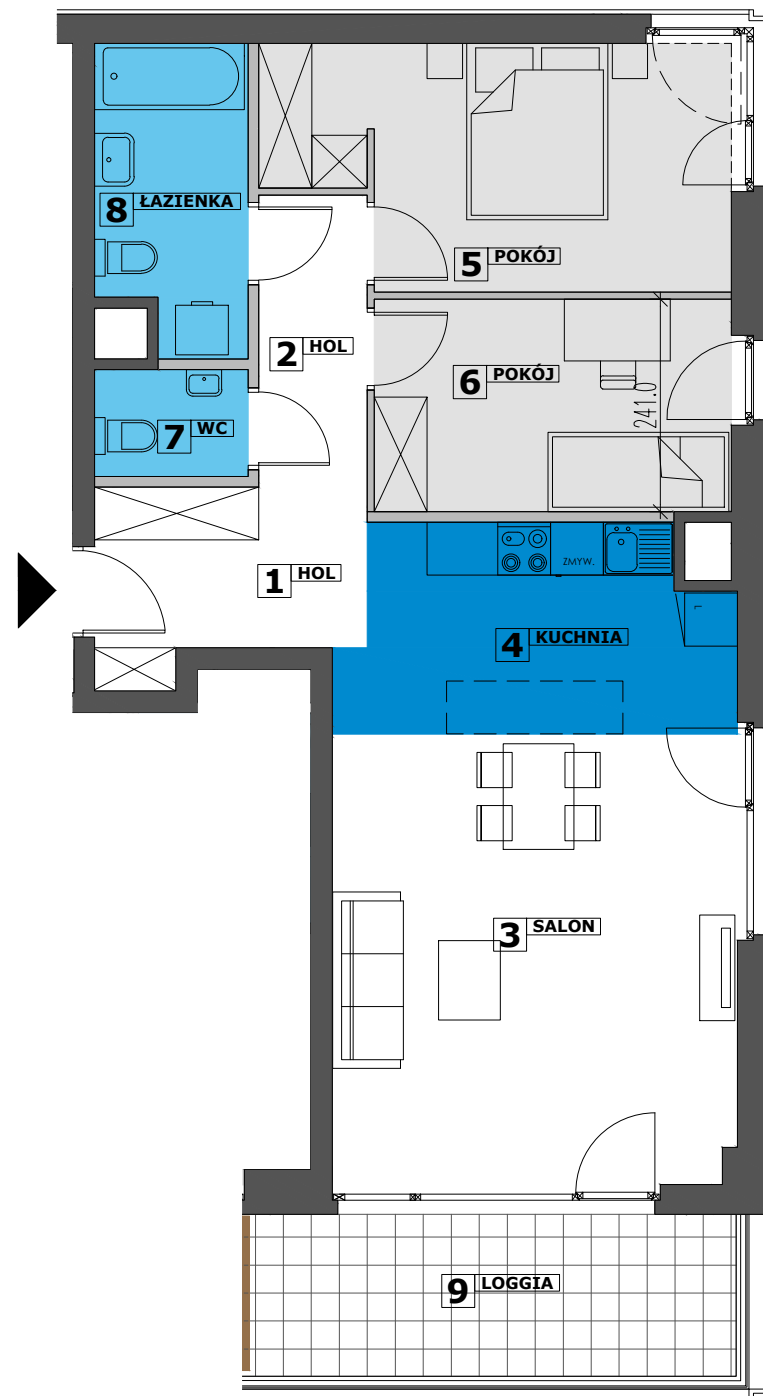 8 ŁAZIENKA
5 POKÓJ
2 HOL
6 POKÓJ
241.0
7 WC
1 HOL
ZMYW.
L
4 KUCHNIA
3 SALON
9 LOGGIA